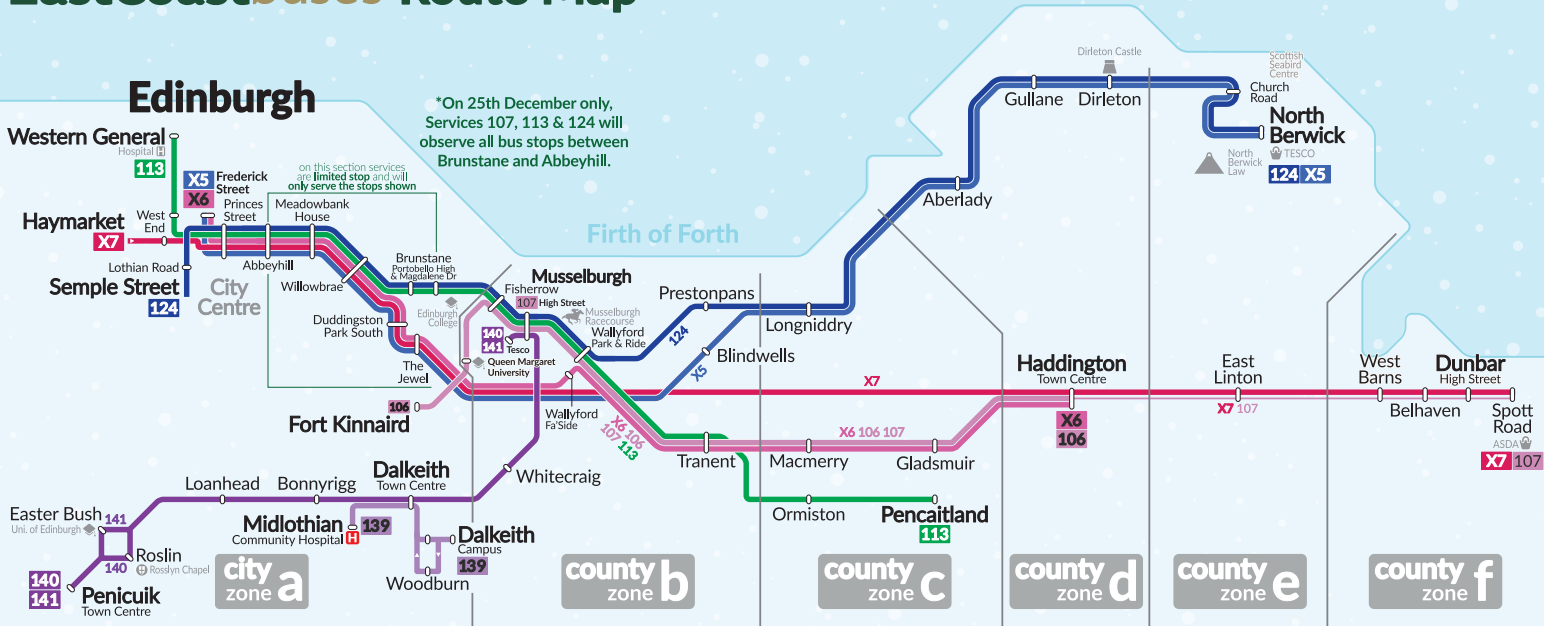 EastCoastbuses Route Map
Edinburgh
*On 25th December only,
Services 107, 113 & 124 will
observe all bus stops between
Brunstane and Abbeyhill.
Western General
Hospital H
113
X5
X6
Frederick
Street
Princes
Street
on this section services
are limited stop and will
only serve the stops shown
Meadowbank
House
Haymarket
X7
West
End
Lothian Road
Semple Street
124
City
Centre
Abbeyhill
Willowbrae
Brunstane
Portobello High
& Magdalene Dr
Duddingston
Park South
The
Jewel
Edinburgh
College
Firth of Forth
Musselburgh
Fisherrow
107 High Street
Musselburgh
Racecourse
140
141
Tesco
Queen Margaret
University
Wallyford
Park & Ride
106
Fort Kinnaird
Wallyford
Fa'Side
Prestonpans
124
X5
Blindwells
Longniddry
Aberlady
Gullane
Dirleton
Dirleton Castle
Scottish
Seabird
Centre
Church
Road
North
Berwick
TESCO
124 X5
North
Berwick
Law
X7
X6 106
107
113
Tranent
X6 106 107
Macmerry
Gladsmuir
Haddington
Town Centre
X6
106
East
Linton
X7 107
West
Barns
Belhaven
Dunbar
High Street
Spott
Road
ASDA
X7 107
Ormiston
Pencaitland
113
Whitecraig
Dalkeith
Town Centre
Loanhead
Bonnyrigg
Midlothian
Community Hospital H
139
Dalkeith
Campus
139
Woodburn
Easter Bush
Uni. of Edinburgh
141
140
Roslin
Rosslyn Chapel
140
141
Penicuik
Town Centre
city
zone a
county
zone b
county
zone c
county
zone d
county
zone e
county
zone f